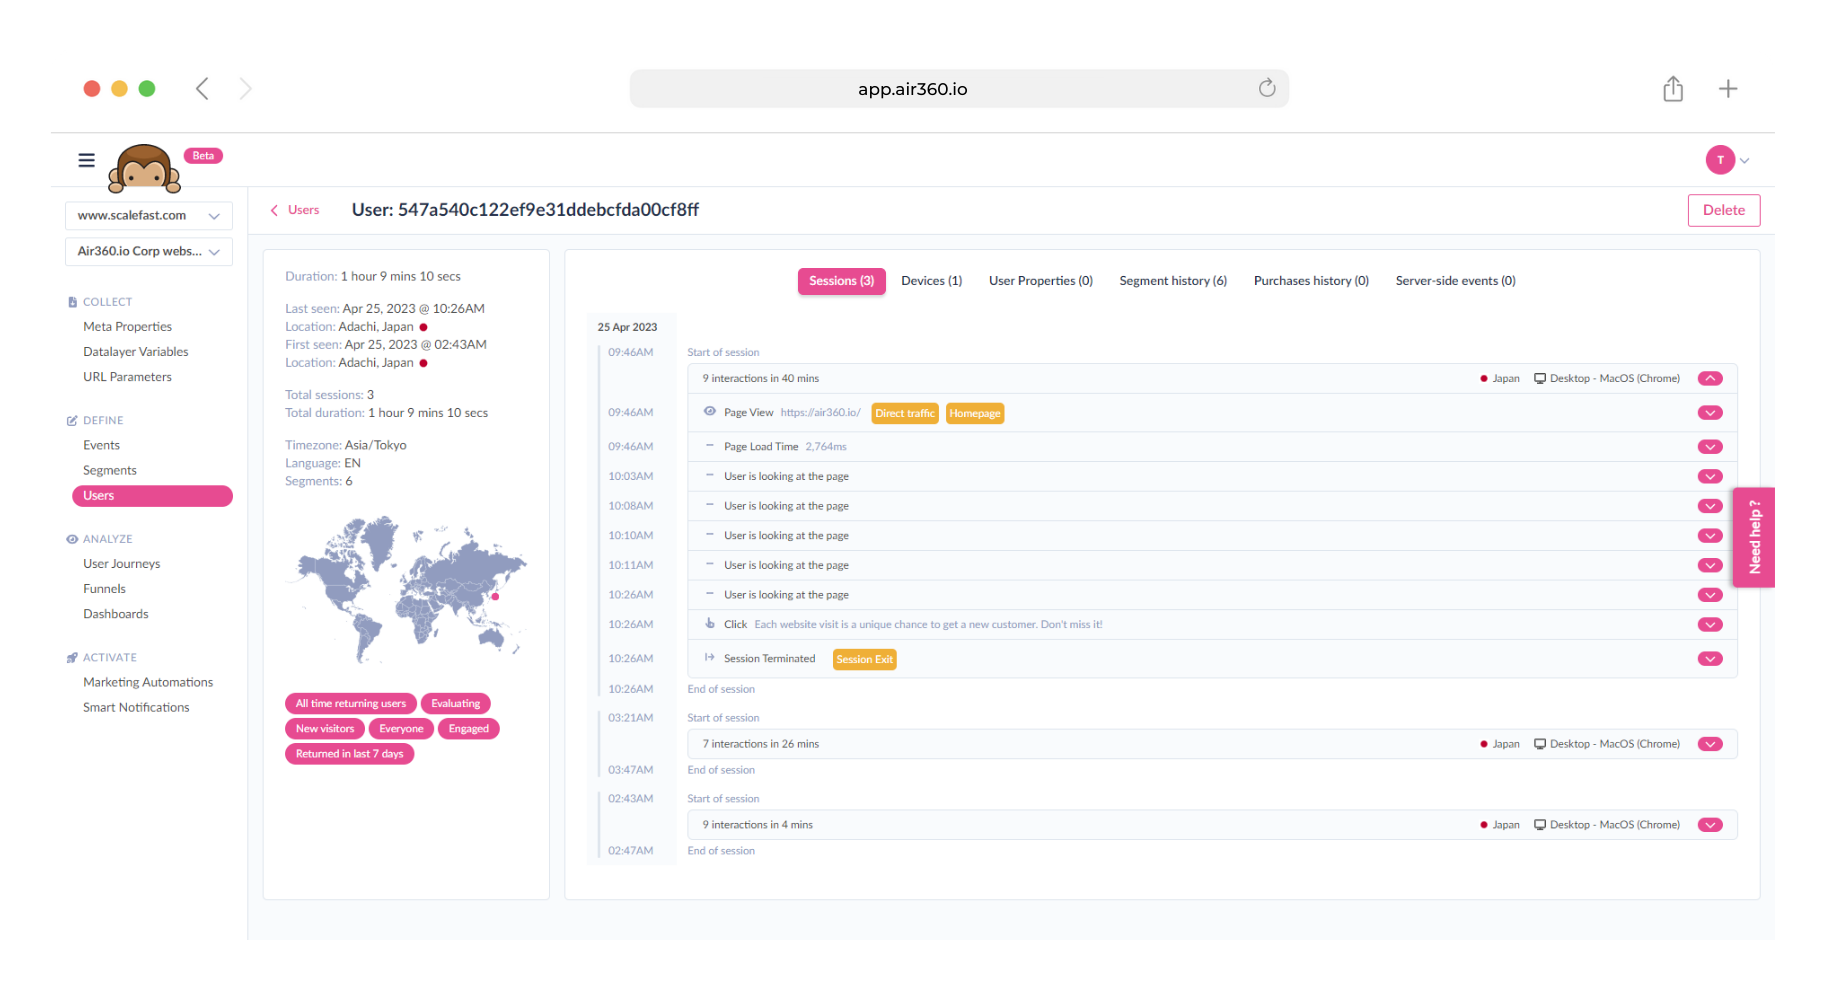 app.air360.io
Beta
T
www.scalefast.com
Air360.io Corp webs...
COLLECT
Meta Properties
Datalayer Variables
URL Parameters
DEFINE
Events
Segments
Users
ANALYZE
User Journeys
Funnels
Dashboards
ACTIVATE
Marketing Automations
Smart Notifications
Users
User: 547a540c122ef9e31ddebcfda00cf8ff
Delete
Duration: 1 hour 9 mins 10 secs
Last seen: Apr 25, 2023 @ 10:26AM
Location: Adachi, Japan
First seen: Apr 25, 2023 @ 02:43AM
Location: Adachi, Japan
Total sessions: 3
Total duration: 1 hour 9 mins 10 secs
Timezone: Asia/Tokyo
Language: EN
Segments: 6
All time returning users Evaluating
New visitors Everyone Engaged
Returned in last 7 days
Sessions (3) Devices (1) User Properties (0) Segment history (6) Purchases history (0) Server-side events (0)
25 Apr 2023
09:46AM Start of session
9 interactions in 40 mins Japan Desktop - MacOS (Chrome)
09:46AM Page View https://air360.io/ Direct traffic Homepage
09:46AM Page Load Time 2,764ms
10:03AM User is looking at the page
10:08AM User is looking at the page
10:10AM User is looking at the page
10:11AM User is looking at the page
10:26AM User is looking at the page
10:26AM Click Each website visit is a unique chance to get a new customer. Don't miss it!
10:26AM Session Terminated Session Exit
10:26AM End of session
03:21AM Start of session
7 interactions in 26 mins Japan Desktop - MacOS (Chrome)
03:47AM End of session
02:43AM Start of session
9 interactions in 4 mins Japan Desktop - MacOS (Chrome)
02:47AM End of session
Need help?